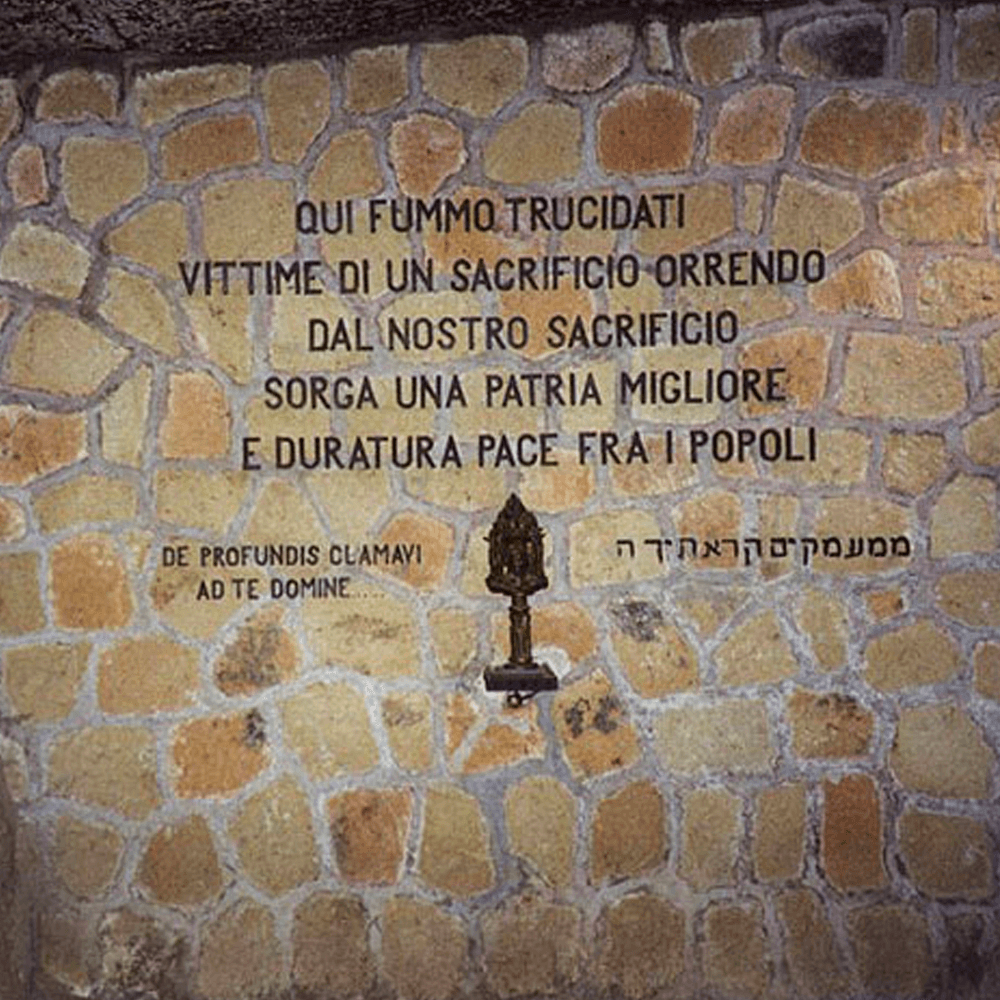 QUI FUMMO TRUCIDATI
VITTIME DI UN SACRIFICIO ORRENDO
DAL NOSTRO SACRIFICIO
SORGA UNA PATRIA MIGLIORE
E DURATURA PACE FRA I POPOLI
DE PROFUNDIS CLAMAVI
AD TE DOMINE.....
ממעמקים קראתיך ה